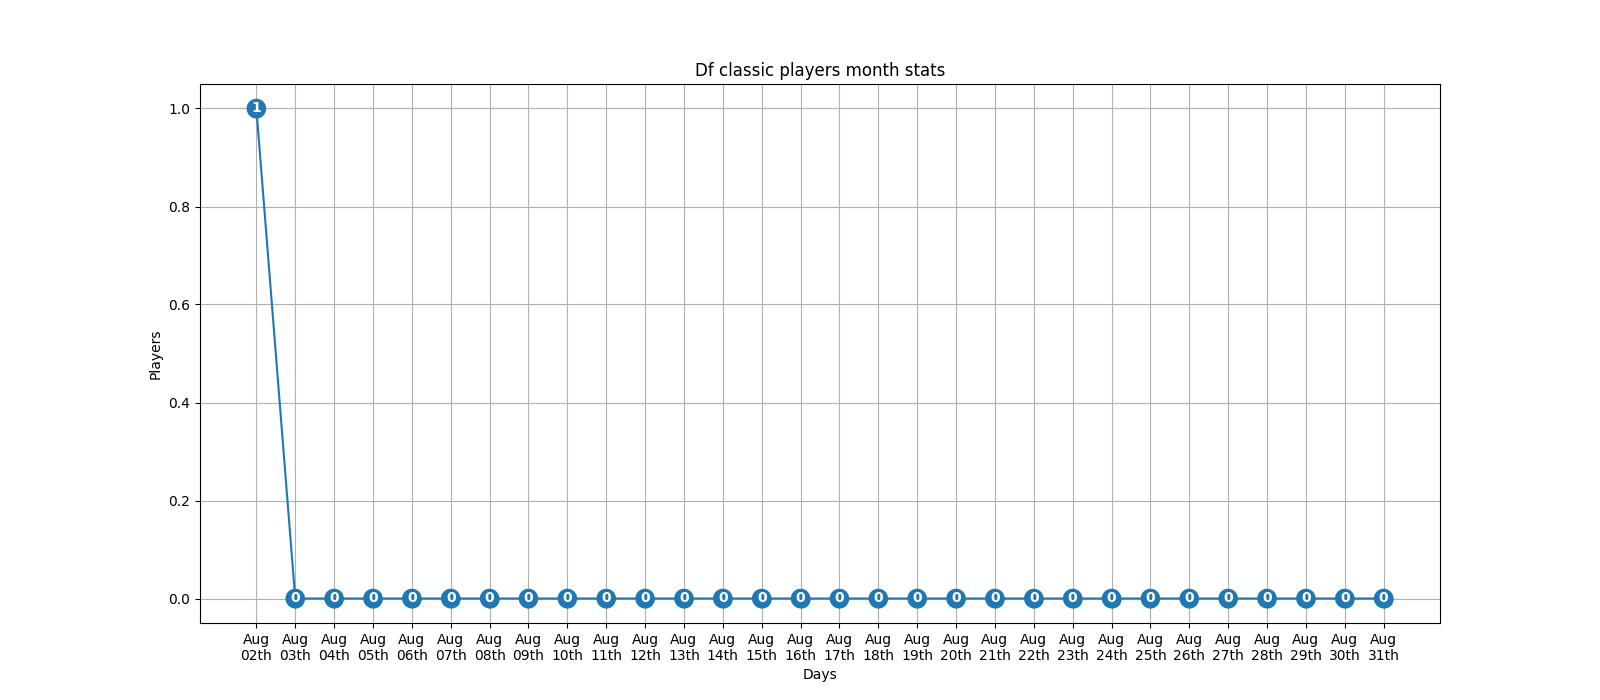 Df classic players month stats
1.0
0.8
0.6
0.4
0.2
0.0
Players
1
0 0 0 0 0 0 0 0 0 0 0 0 0 0 0 0 0 0 0 0 0 0 0 0 0 0 0 0 0
Aug Aug Aug Aug Aug Aug Aug Aug Aug Aug Aug Aug Aug Aug Aug Aug Aug Aug Aug Aug Aug Aug Aug Aug Aug Aug Aug Aug Aug Aug
02th 03th 04th 05th 06th 07th 08th 09th 10th 11th 12th 13th 14th 15th 16th 17th 18th 19th 20th 21th 22th 23th 24th 25th 26th 27th 28th 29th 30th 31th
Days